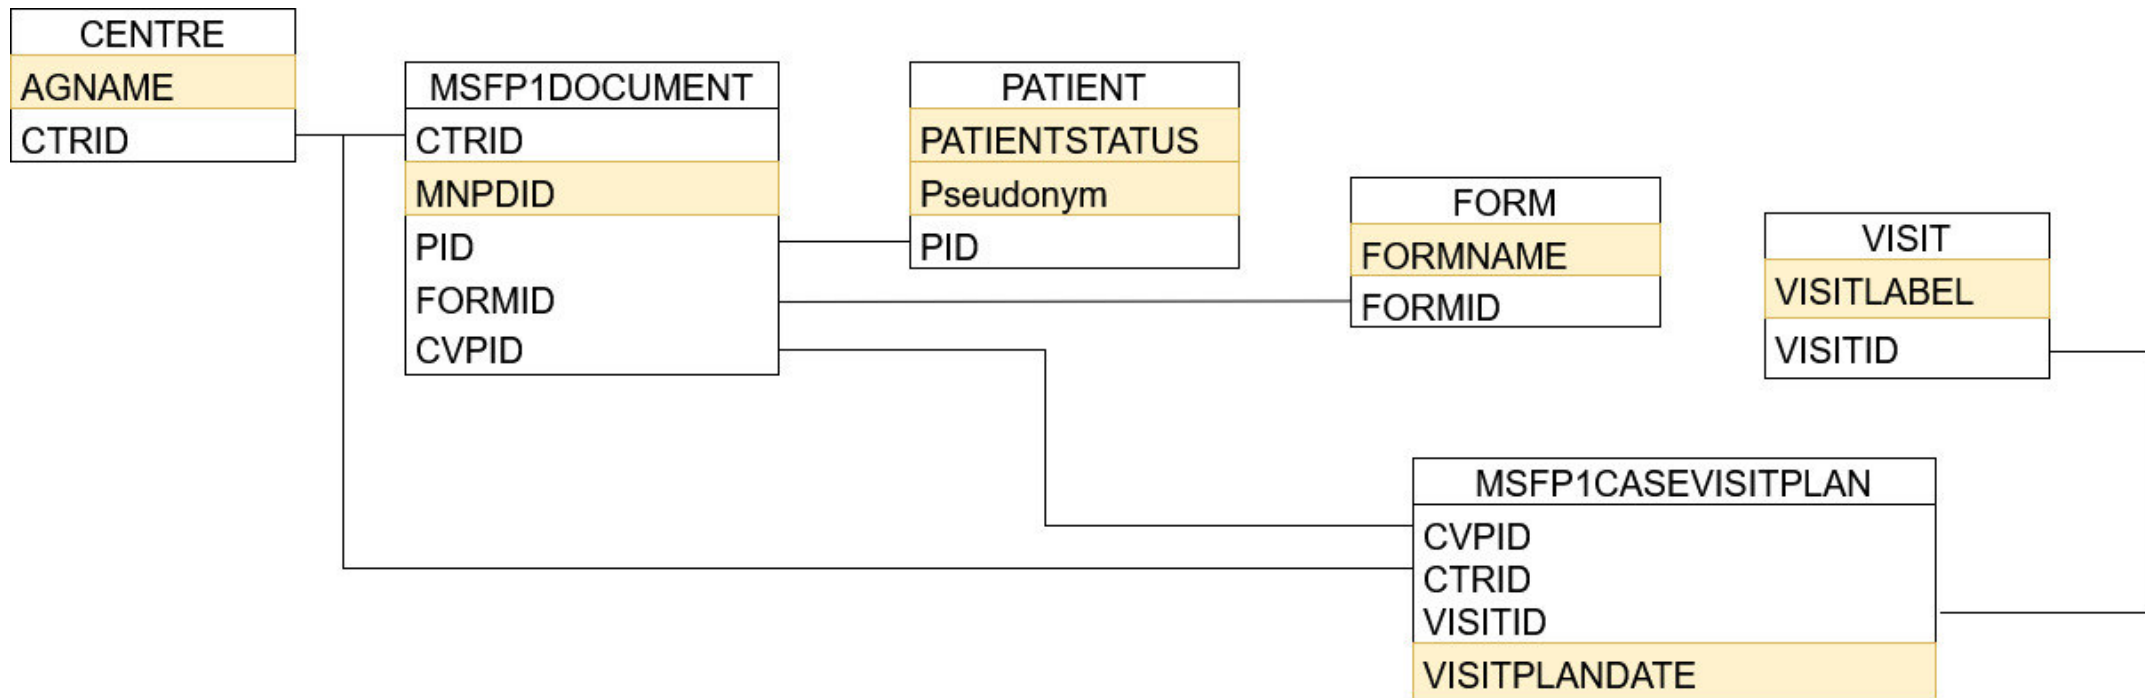 CENTRE
AGNAME
CTRID
MSFP1DOCUMENT
CTRID
MNPDID
PID
FORMID
CVPID
PATIENT
PATIENTSTATUS
Pseudonym
PID
FORM
FORMNAME
FORMID
VISIT
VISITLABEL
VISITID
MSFP1CASEVISITPLAN
CVPID
CTRID
VISITID
VISITPLANDATE